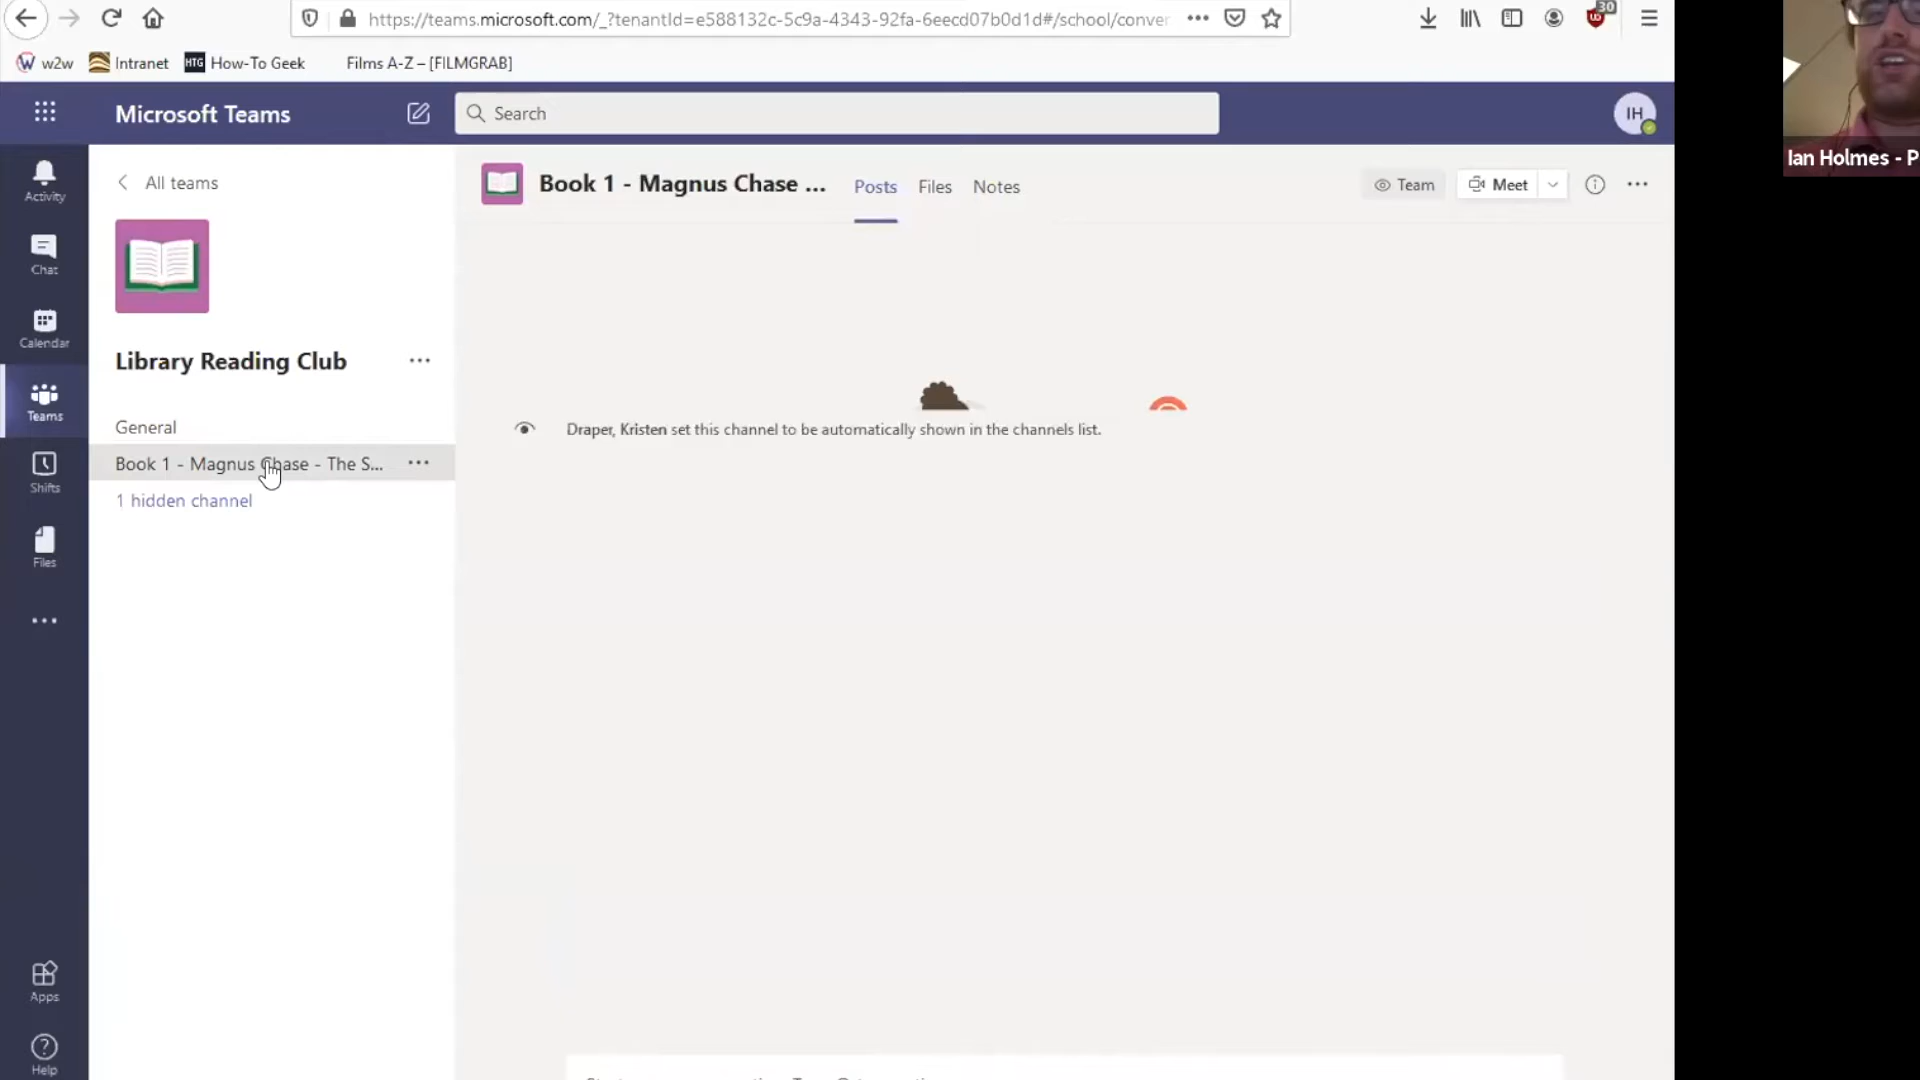 https://teams.microsoft.com/_?tenantId=e588132c-5c9a-4343-92fa-6eecd07b0d1d#/school/conver
30
w2w
Intranet
HTG How-To Geek
Films A-Z – [FILMGRAB]
Microsoft Teams
Search
IH
Ian Holmes - P
Activity
Chat
Calendar
Teams
Shifts
Files
Apps
Help
All teams
Library Reading Club
General
Book 1 - Magnus Chase - The S...
1 hidden channel
Book 1 - Magnus Chase ...
Posts
Files
Notes
Team
Meet
Draper, Kristen set this channel to be automatically shown in the channels list.